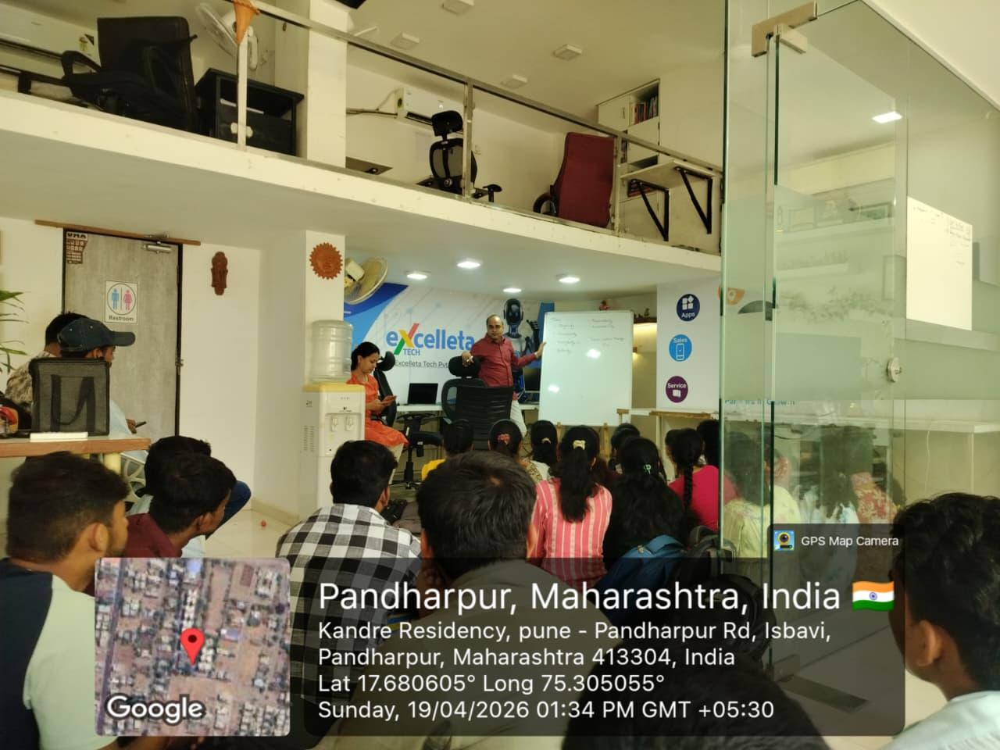 Restroom
eXcelleta
TECH
Excelleta Tech Pvt
Apps
Sales
Service
GPS Map Camera
Pandharpur, Maharashtra, India
Kandre Residency, pune - Pandharpur Rd, Isbavi,
Pandharpur, Maharashtra 413304, India
Lat 17.680605° Long 75.305055°
Sunday, 19/04/2026 01:34 PM GMT +05:30
Google